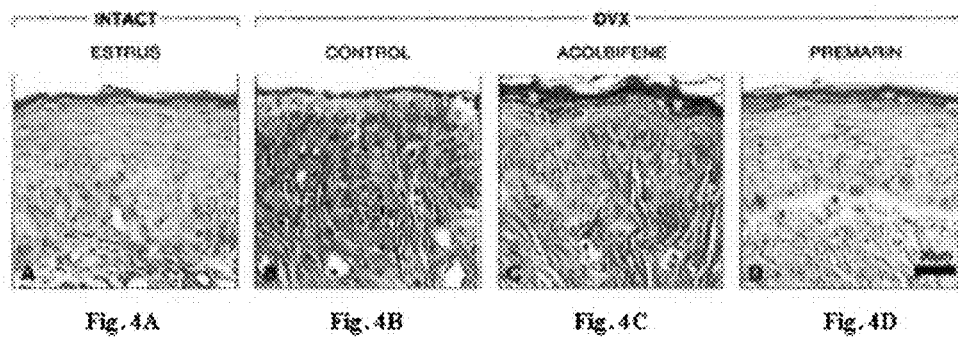 INTACT OVX
ESTRUS CONTROL ACOLBIFENE PREMARIN
A B C D
Fig. 4A Fig. 4B Fig. 4C Fig. 4D